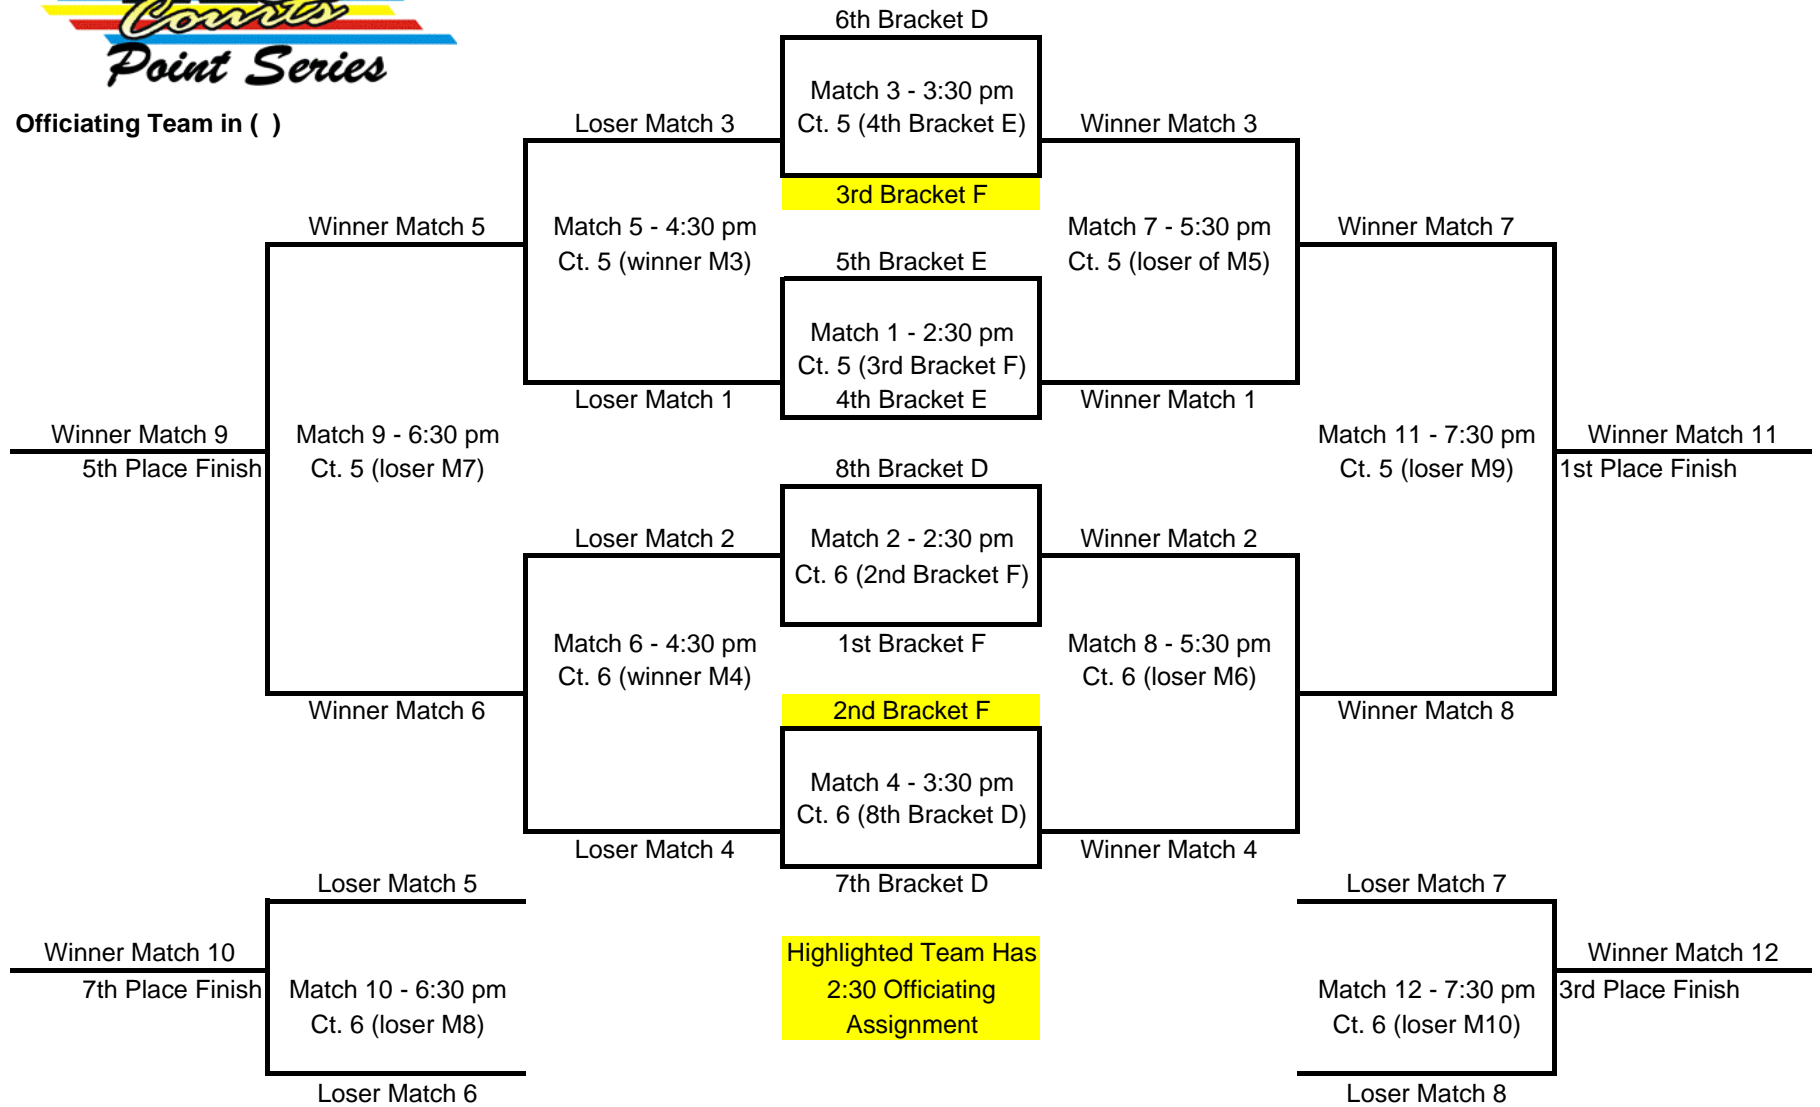 Courts
Point Series
Officiating Team in ( )
6th Bracket D
Match 3 - 3:30 pm
Ct. 5 (4th Bracket E)
3rd Bracket F
Loser Match 3
Winner Match 3
Winner Match 5
Match 5 - 4:30 pm
Ct. 5 (winner M3)
5th Bracket E
Match 7 - 5:30 pm
Ct. 5 (loser of M5)
Winner Match 7
Match 1 - 2:30 pm
Ct. 5 (3rd Bracket F)
4th Bracket E
Loser Match 1
Winner Match 1
Winner Match 9
5th Place Finish
Match 9 - 6:30 pm
Ct. 5 (loser M7)
8th Bracket D
Match 11 - 7:30 pm
Ct. 5 (loser M9)
Winner Match 11
1st Place Finish
Loser Match 2
Match 2 - 2:30 pm
Ct. 6 (2nd Bracket F)
Winner Match 2
1st Bracket F
Match 6 - 4:30 pm
Ct. 6 (winner M4)
Match 8 - 5:30 pm
Ct. 6 (loser M6)
Winner Match 6
2nd Bracket F
Winner Match 8
Match 4 - 3:30 pm
Ct. 6 (8th Bracket D)
Loser Match 4
Winner Match 4
7th Bracket D
Loser Match 5
Loser Match 7
Winner Match 10
7th Place Finish
Match 10 - 6:30 pm
Ct. 6 (loser M8)
Loser Match 6
Highlighted Team Has
2:30 Officiating
Assignment
Winner Match 12
3rd Place Finish
Match 12 - 7:30 pm
Ct. 6 (loser M10)
Loser Match 8